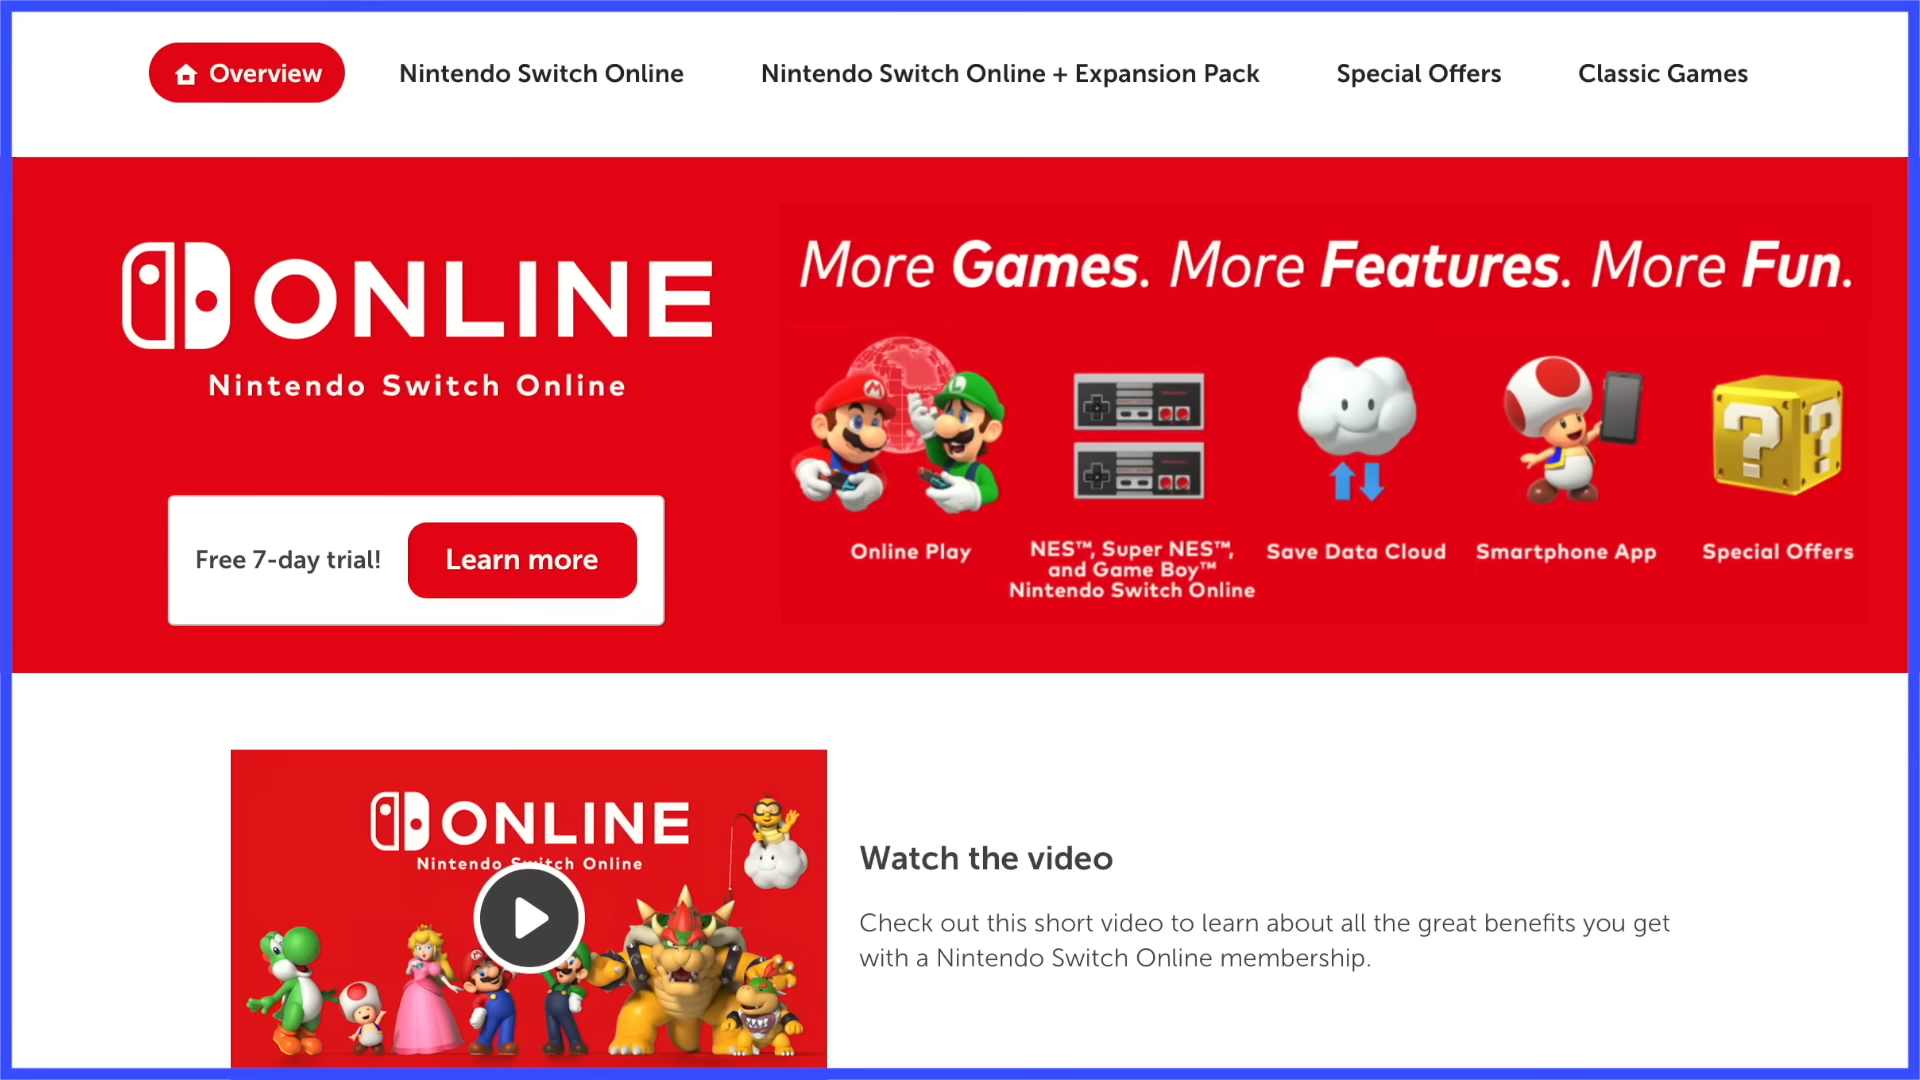 Overview
Nintendo Switch Online
Nintendo Switch Online + Expansion Pack
Special Offers
Classic Games
ONLINE
Nintendo Switch Online
Free 7-day trial!
Learn more
More Games. More Features. More Fun.
Online Play
NES™, Super NES™,
and Game Boy™
Nintendo Switch Online
Save Data Cloud
Smartphone App
Special Offers
ONLINE
Nintendo Switch Online
Watch the video
Check out this short video to learn about all the great benefits you get
with a Nintendo Switch Online membership.